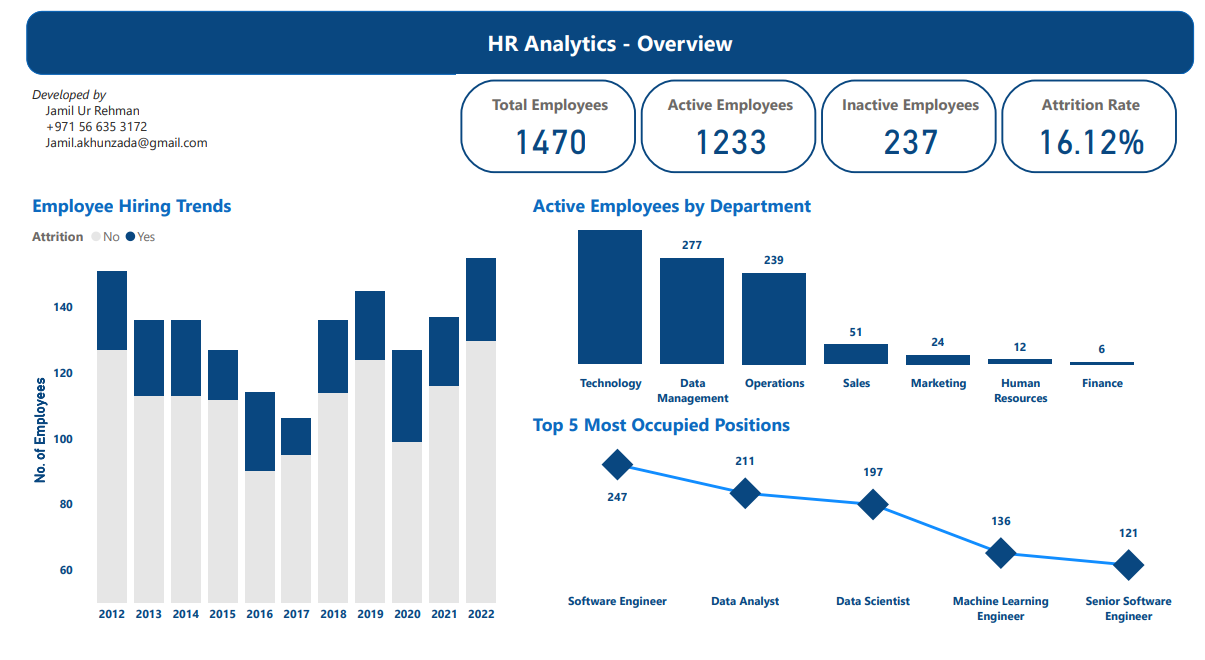 HR Analytics - Overview
Developed by
Jamil Ur Rehman
+971 56 635 3172
Jamil.akhunzada@gmail.com
Total Employees
1470
Active Employees
1233
Inactive Employees
237
Attrition Rate
16.12%
Employee Hiring Trends
Attrition No Yes
No. of Employees
140
120
100
80
60
2012 2013 2014 2015 2016 2017 2018 2019 2020 2021 2022
Active Employees by Department
277
239
51
24
12
6
Technology
Data
Management
Operations
Sales
Marketing
Human
Resources
Finance
Top 5 Most Occupied Positions
247
211
197
136
121
Software Engineer
Data Analyst
Data Scientist
Machine Learning
Engineer
Senior Software
Engineer